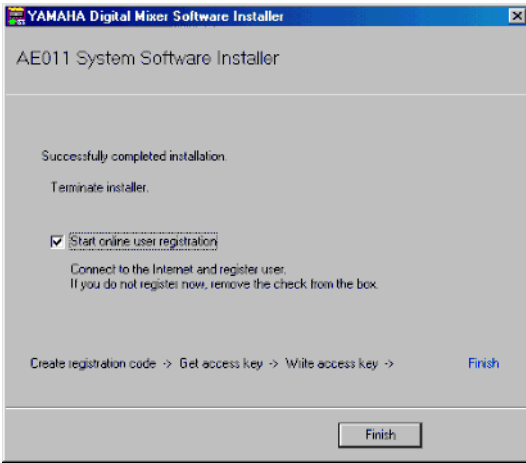 YAMAHA Digital Mixer Software Installer
AE011 System Software Installer
Successfully completed installation.
Terminate installer.
Start online user registration
Connect to the Internet and register user.
If you do not register now, remove the check from the box.
Create registration code -> Get access key -> Write access key -> Finish
Finish